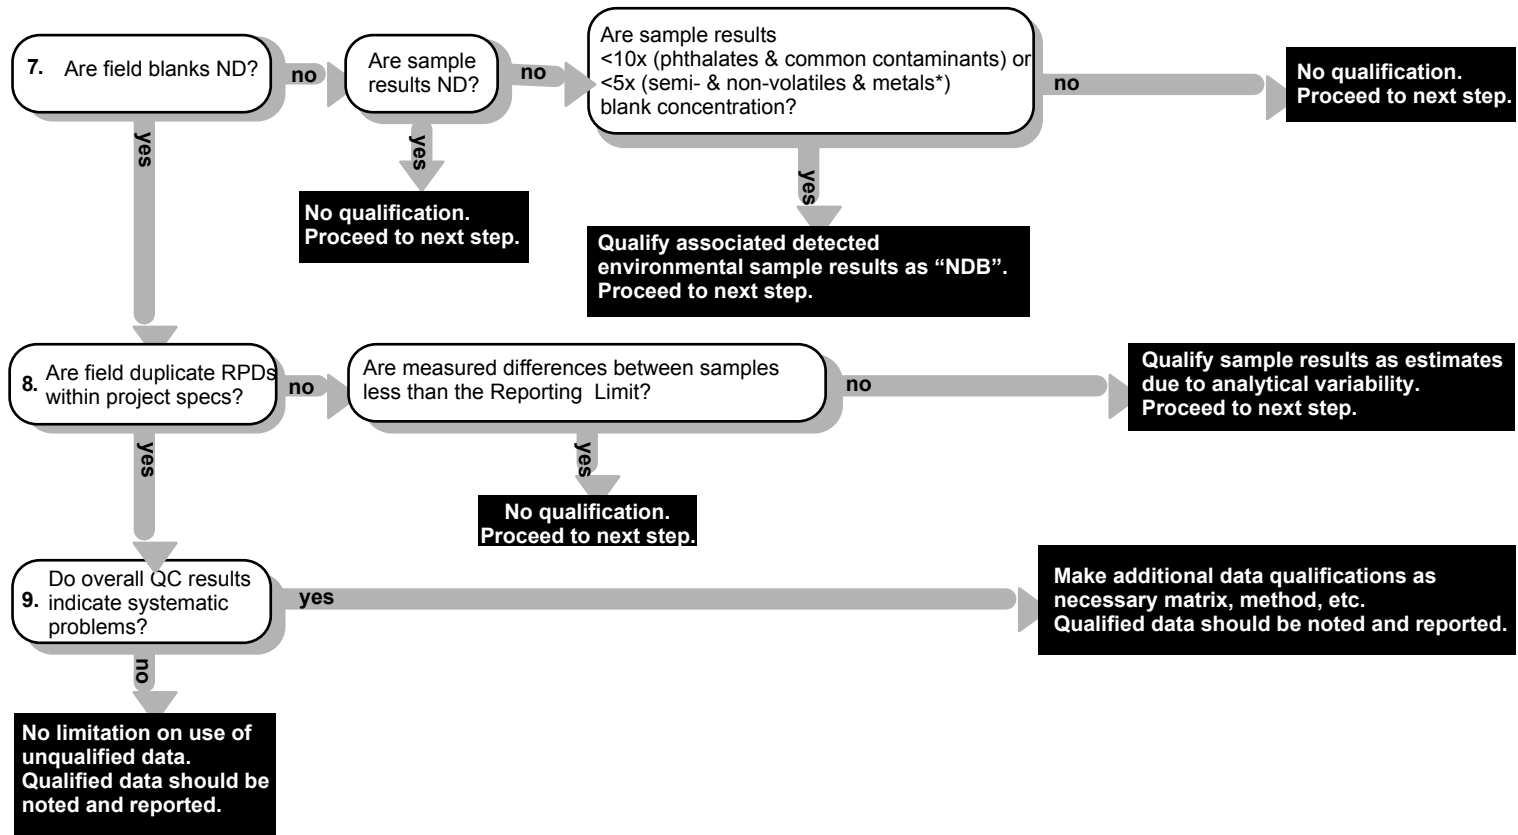 7. Are field blanks ND?
no
Are sample
results ND?
no
Are sample results
<10x (phthalates & common contaminants) or
<5x (semi- & non-volatiles & metals*)
blank concentration?
no
No qualification.
Proceed to next step.
yes
yes
No qualification.
Proceed to next step.
yes
Qualify associated detected
environmental sample results as “NDB”.
Proceed to next step.
8. Are field duplicate RPDs
within project specs?
no
Are measured differences between samples
less than the Reporting Limit?
no
Qualify sample results as estimates
due to analytical variability.
Proceed to next step.
yes
yes
No qualification.
Proceed to next step.
9. Do overall QC results
indicate systematic
problems?
yes
Make additional data qualifications as
necessary matrix, method, etc.
Qualified data should be noted and reported.
no
No limitation on use of
unqualified data.
Qualified data should be
noted and reported.